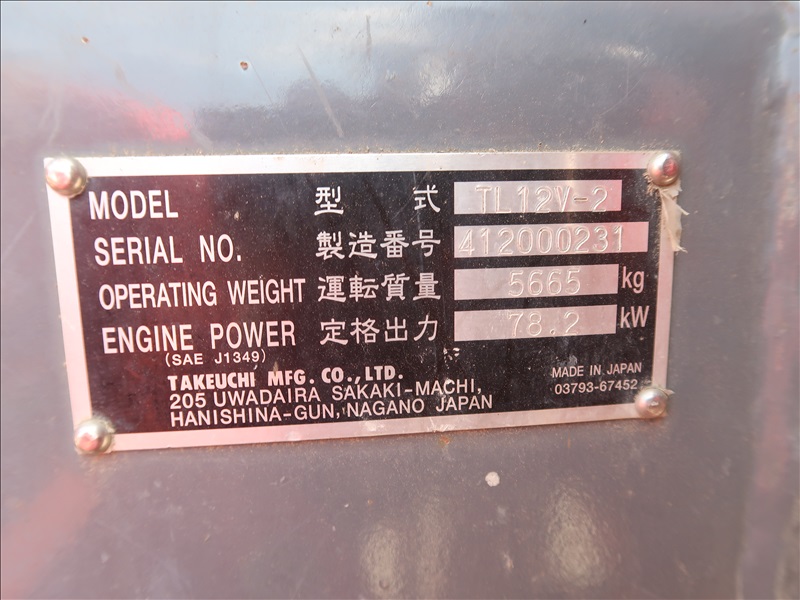 MODEL 型 式 TL12V-2
SERIAL NO. 製造番号 412000231
OPERATING WEIGHT 運転質量 5665 kg
ENGINE POWER 定格出力 78.2 kW
(SAE J1349)
TAKEUCHI MFG. CO., LTD.
205 UWADAIRA SAKAKI-MACHI,
HANISHINA-GUN, NAGANO JAPAN
MADE IN JAPAN
03793-67452